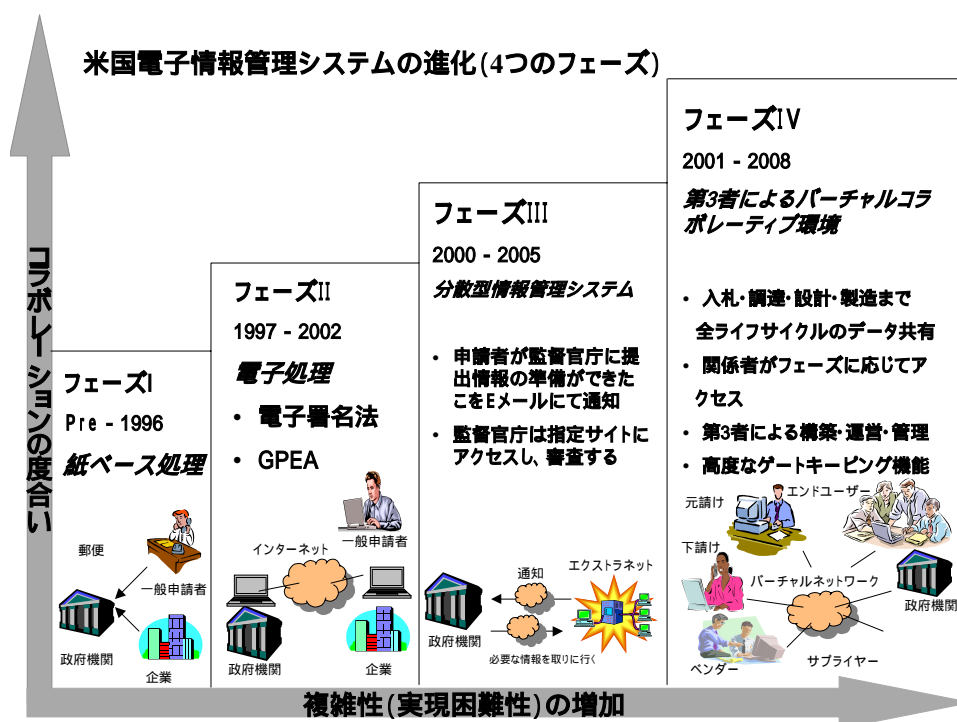 米国電子情報管理システムの進化(4つのフェーズ)
コラボレーションの度合い
フェーズI
Pre - 1996
紙ベース処理
郵便
一般申請者
政府機関
企業
フェーズII
1997 - 2002
電子処理
• 電子署名法
• GPEA
インターネット
一般申請者
政府機関
企業
フェーズIII
2000 - 2005
分散型情報管理システム
• 申請者が監督官庁に提
出情報の準備ができた
こをEメールにて通知
• 監督官庁は指定サイトに
アクセスし、審査する
通知
エクストラネット
政府機関
必要な情報を取りに行く
フェーズIV
2001 - 2008
第3者によるバーチャルコラ
ボレーティブ環境
• 入札・調達・設計・製造まで
全ライフサイクルのデータ共有
• 関係者がフェーズに応じてア
クセス
• 第3者による構築・運営・管理
• 高度なゲートキーピング機能
元請け
エンドユーザー
下請け
バーチャルネットワーク
政府機関
ベンダー
サプライヤー
複雑性(実現困難性)の増加